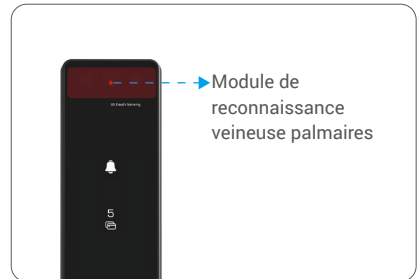 3D Depth Sensing
Module de
reconnaissance
veineuse palmaires
5